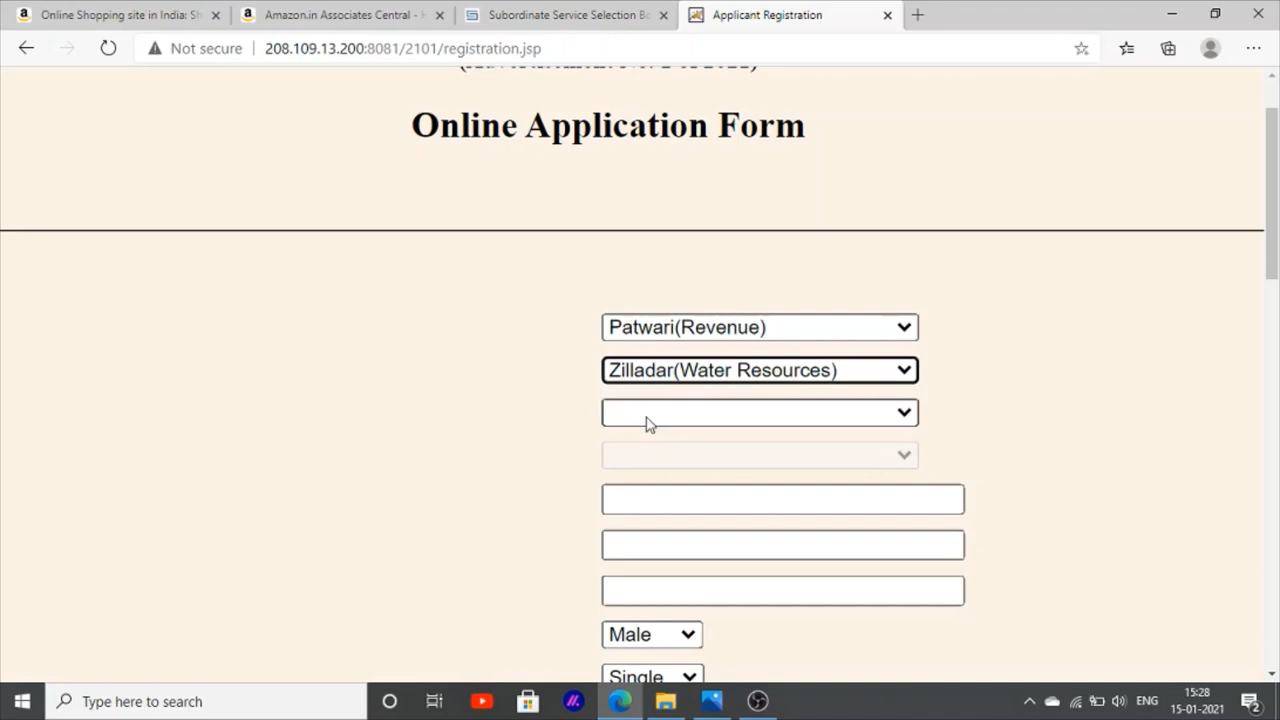 Online Shopping site in India: Sh
Amazon.in Associates Central - H
Subordinate Service Selection Bo
Applicant Registration
Not secure
208.109.13.200:8081/2101/registration.jsp
Online Application Form
Patwari(Revenue)
Zilladar(Water Resources)
Male
Single
Type here to search
ENG
15:28
15-01-2021
2